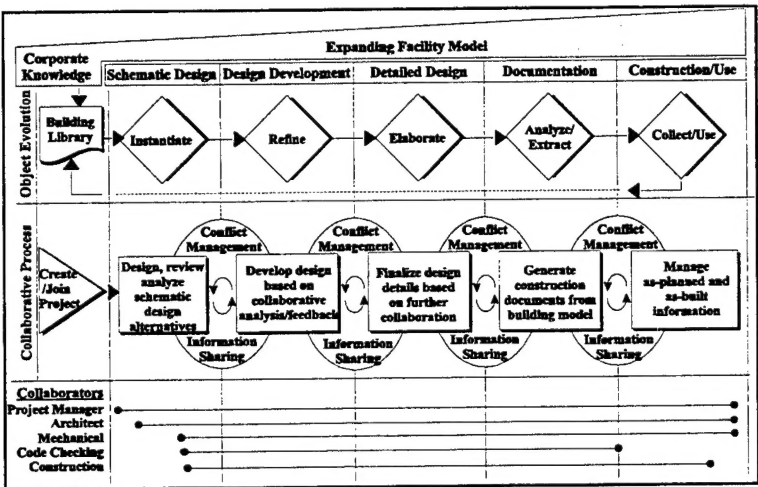 Expanding Facility Model
Corporate
Knowledge
Schematic Design
Design Development
Detailed Design
Documentation
Construction/Use
Object Evolution
Building
Library
Instantiate
Refine
Elaborate
Analyze/
Extract
Collect/Use
Collaborative Process
Create
/Join
Project
Conflict
Management
Conflict
Management
Conflict
Management
Conflict
Management
Design, review
analyze
schematic
design
alternatives
Develop design
based on
collaborative
analysis/feedback
Finalize design
details based
on further
collaboration
Generate
construction
documents from
building model
Manage
as-planned and
as-built
information
Information
Sharing
Information
Sharing
Information
Sharing
Information
Sharing
Collaborators
Project Manager
Architect
Mechanical
Code Checking
Construction